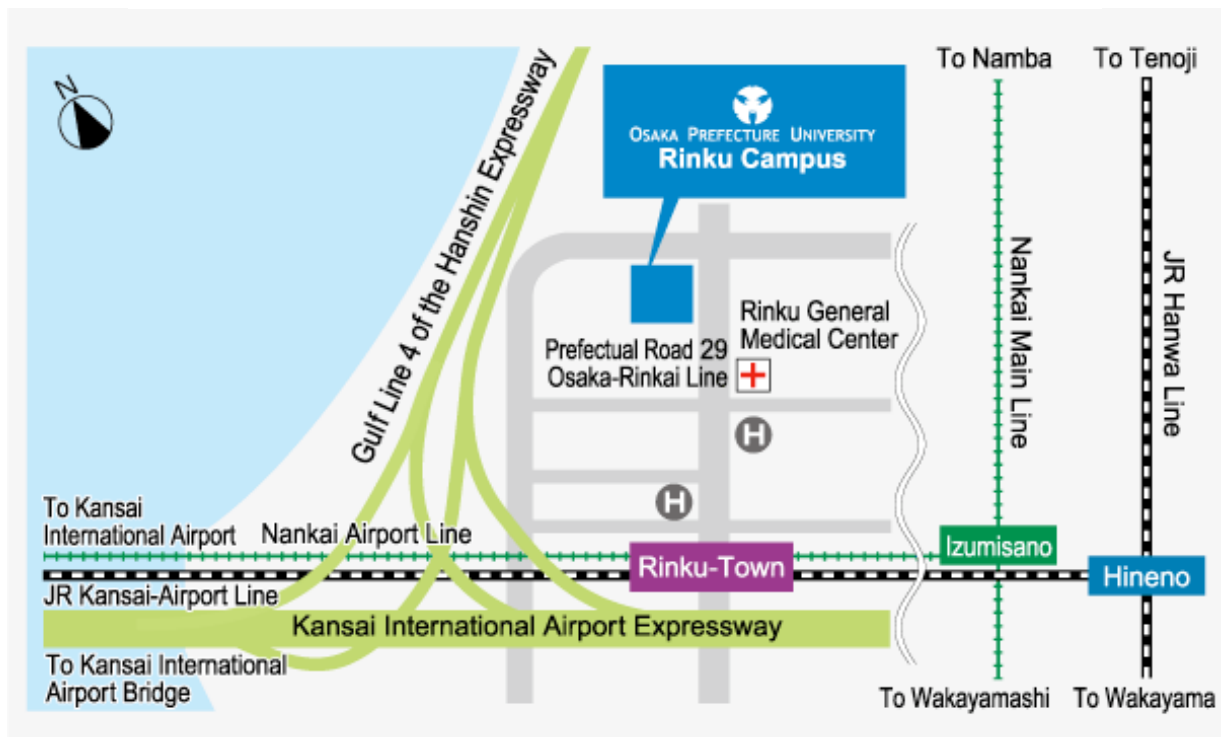 N
Gulf Line 4 of the Hanshin Expressway
OSAKA PREFECTURE UNIVERSITY
Rinku Campus
To Namba
To Tenoji
Nankai Main Line
JR Hanwa Line
Rinku General
Medical Center
Prefectual Road 29
Osaka-Rinkai Line
H
H
To Kansai
International Airport
Nankai Airport Line
Izumisano
Rinku-Town
Hineno
JR Kansai-Airport Line
Kansai International Airport Expressway
To Kansai International
Airport Bridge
To Wakayamashi
To Wakayama